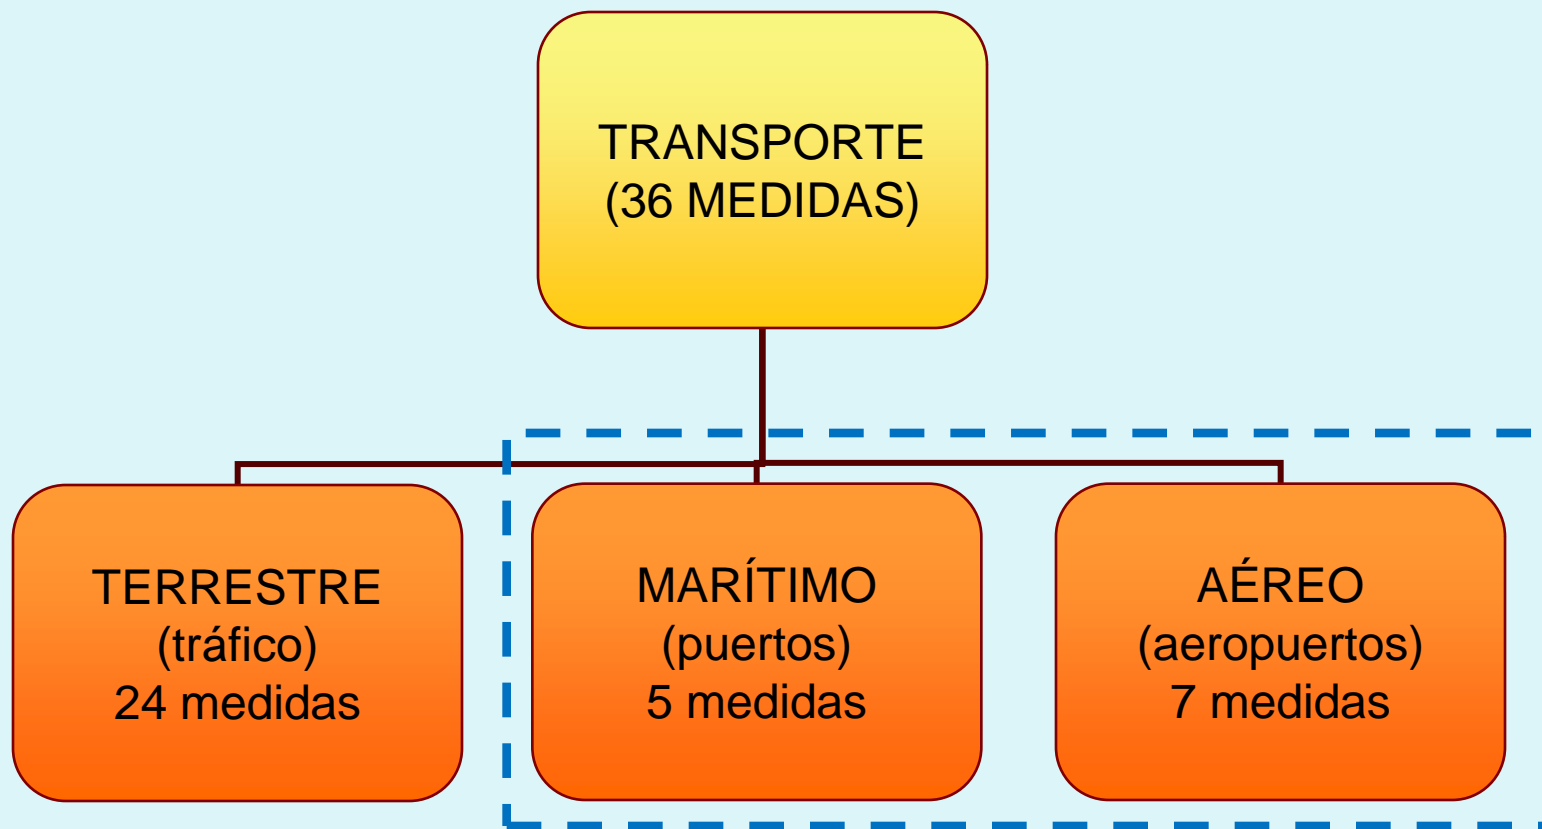 TRANSPORTE
(36 MEDIDAS)
TERRESTRE
(tráfico)
24 medidas
MARÍTIMO
(puertos)
5 medidas
AÉREO
(aeropuertos)
7 medidas